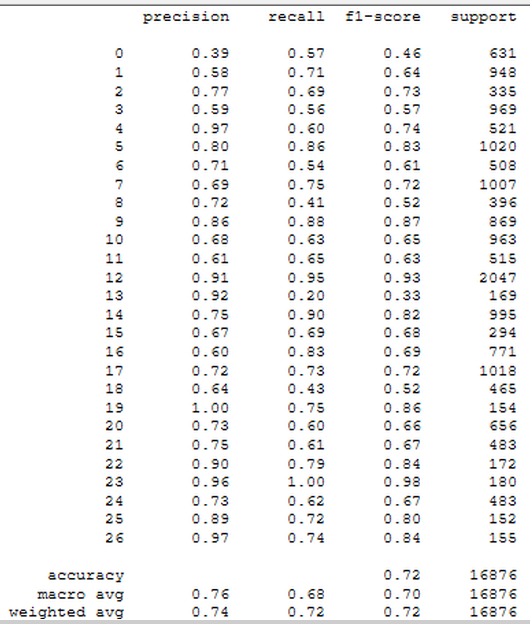 precision recall f1-score support
0 0.39 0.57 0.46 631
1 0.58 0.71 0.64 948
2 0.77 0.69 0.73 335
3 0.59 0.56 0.57 969
4 0.97 0.60 0.74 521
5 0.80 0.86 0.83 1020
6 0.71 0.54 0.61 508
7 0.69 0.75 0.72 1007
8 0.72 0.41 0.52 396
9 0.86 0.88 0.87 869
10 0.68 0.63 0.65 963
11 0.61 0.65 0.63 515
12 0.91 0.95 0.93 2047
13 0.92 0.20 0.33 169
14 0.75 0.90 0.82 995
15 0.67 0.69 0.68 294
16 0.60 0.83 0.69 771
17 0.72 0.73 0.72 1018
18 0.64 0.43 0.52 465
19 1.00 0.75 0.86 154
20 0.73 0.60 0.66 656
21 0.75 0.61 0.67 483
22 0.90 0.79 0.84 172
23 0.96 1.00 0.98 180
24 0.73 0.62 0.67 483
25 0.89 0.72 0.80 152
26 0.97 0.74 0.84 155
accuracy 0.72 16876
macro avg 0.76 0.68 0.70 16876
weighted avg 0.74 0.72 0.72 16876